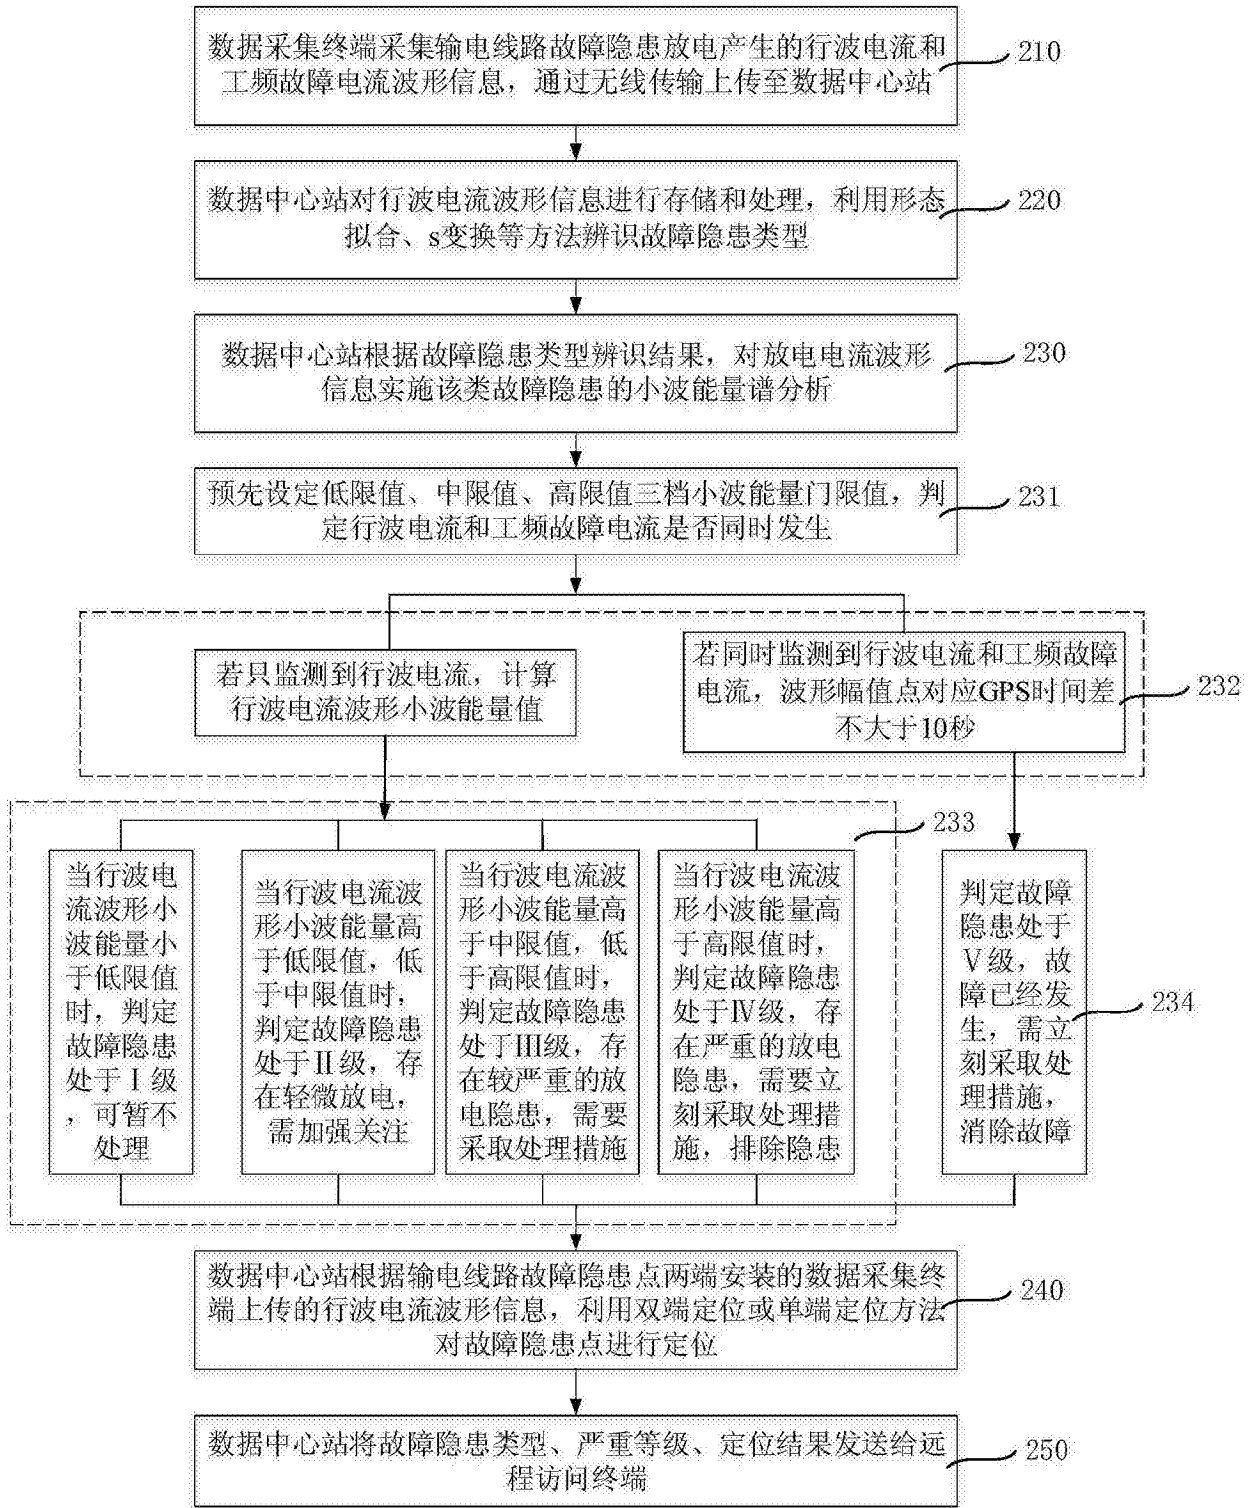 数据采集终端采集输电线路故障隐患放电产生的行波电流和
工频故障电流波形信息，通过无线传输上传至数据中心站
210
数据中心站对行波电流波形信息进行存储和处理，利用形态
拟合、s变换等方法辨识故障隐患类型
220
数据中心站根据故障隐患类型辨识结果，对放电电流波形
信息实施该类故障隐患的小波能量谱分析
230
预先设定低限值、中限值、高限值三档小波能量门限值，判
定行波电流和工频故障电流是否同时发生
231
若只监测到行波电流，计算
行波电流波形小波能量值
若同时监测到行波电流和工频故障
电流，波形幅值点对应GPS时间差
不大于10秒
232
233
当行波电
流波形小
波能量小
于低限值
时，判定
故障隐患
处于Ⅰ级
，可暂不
处理
当行波电流波
形小波能量高
于低限值，低
于中限值时，
判定故障隐患
处于Ⅱ级，存
在轻微放电，
需加强关注
当行波电流波
形小波能量高
于中限值，低
于高限值时，
判定故障隐患
处于Ⅲ级，存
在较严重的放
电隐患，需要
采取处理措施
当行波电流波
形小波能量高
于高限值时，
判定故障隐患
处于Ⅳ级，存
在严重的放电
隐患，需要立
刻采取处理措
施，排除隐患
判定故障
隐患处于
Ⅴ级，故
障已经发
生，需立
刻采取处
理措施，
消除故障
234
数据中心站根据输电线路故障隐患点两端安装的数据采集终
端上传的行波电流波形信息，利用双端定位或单端定位方法
对故障隐患点进行定位
240
数据中心站将故障隐患类型、严重等级、定位结果发送给远
程访问终端
250